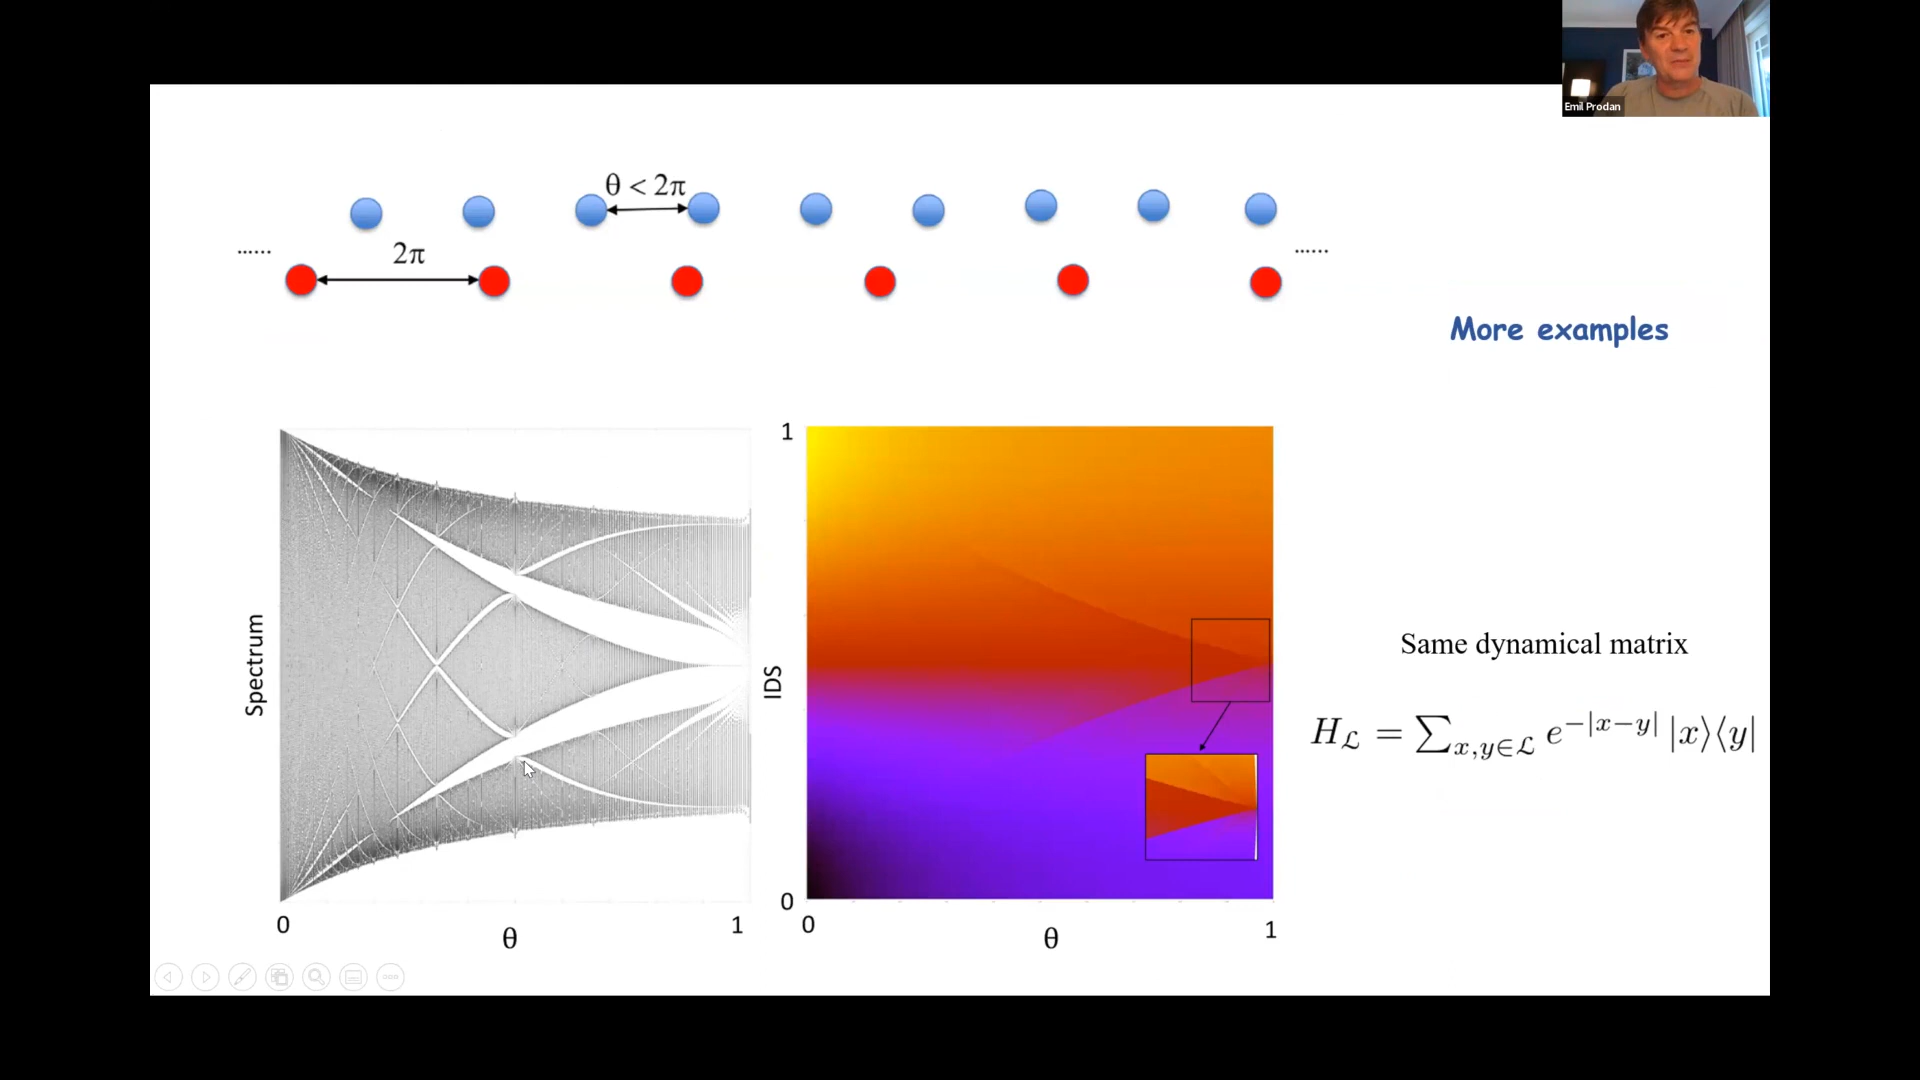 Emil Prodan
θ < 2π
......
2π
......
More examples
Spectrum
0
1
θ
IDS
1
0
0
1
θ
Same dynamical matrix
H_ℒ = ∑_{x,y∈ℒ} e^{−|x−y|} |x⟩⟨y|